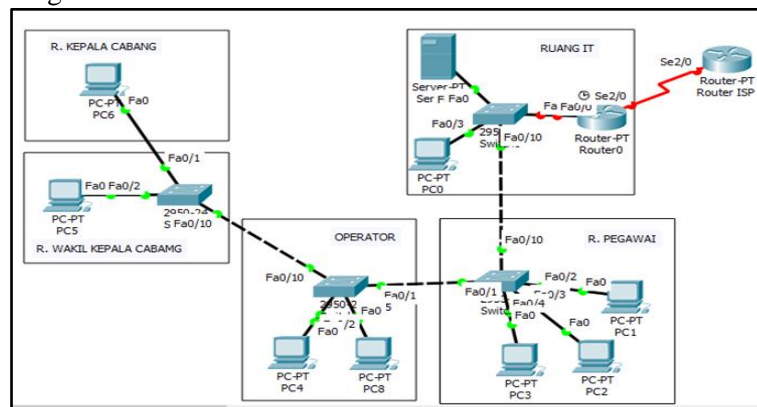 R. KEPALA CABANG
PC-PT
PC6
Fa0
Fa0/1
Fa0
Fa0/2
PC-PT
PC5
Fa0/10
R. WAKIL KEPALA CABAMG
RUANG IT
Server-PT
Fa0
Fa0/3
PC-PT
PC0
Fa0/10
Fa0/0
Se2/0
Router-PT
Router0
Se2/0
Router-PT
Router ISP
OPERATOR
Fa0/10
Fa0/1
Fa0
Fa0
PC-PT
PC4
PC-PT
PC8
R. PEGAWAI
Fa0/10
Fa0/1
Fa0/2
Fa0/3
Fa0/4
Fa0
PC-PT
PC1
Fa0
PC-PT
PC2
Fa0
PC-PT
PC3